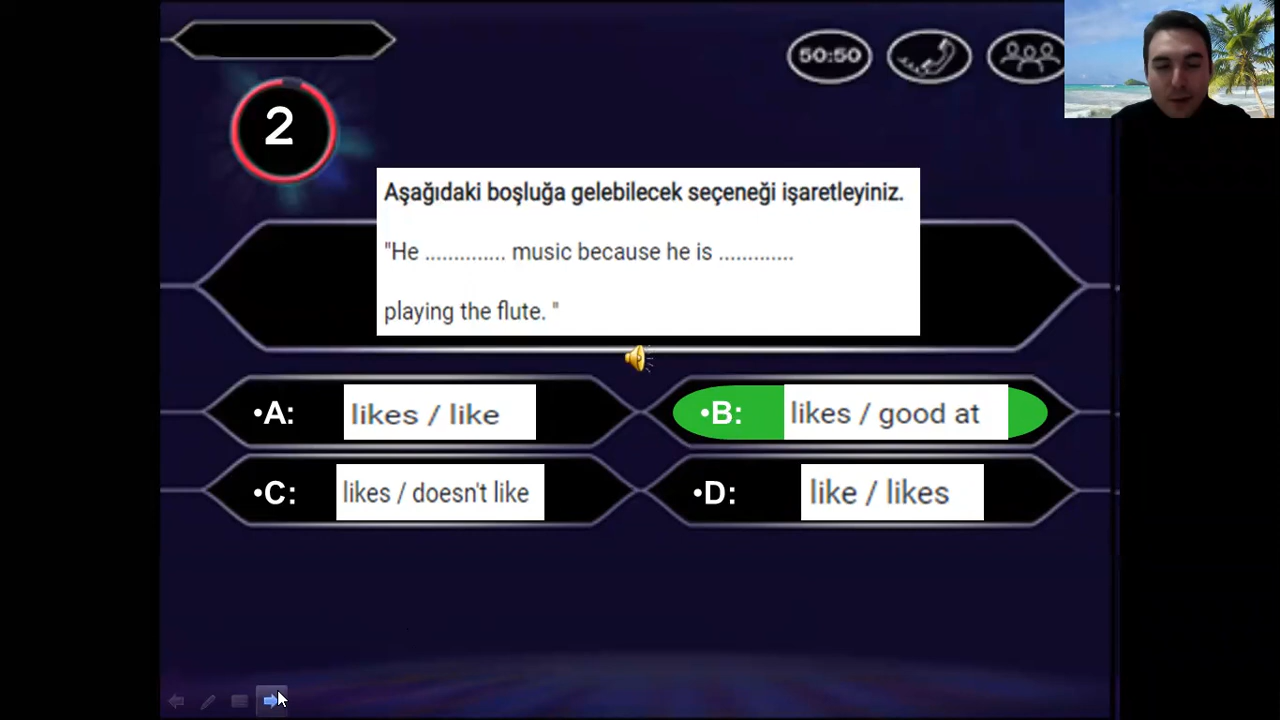 50:50
2
Aşağıdaki boşluğa gelebilecek seçeneği işaretleyiniz.
"He .............. music because he is .............
playing the flute. "
•A: likes / like
•B: likes / good at
•C: likes / doesn't like
•D: like / likes